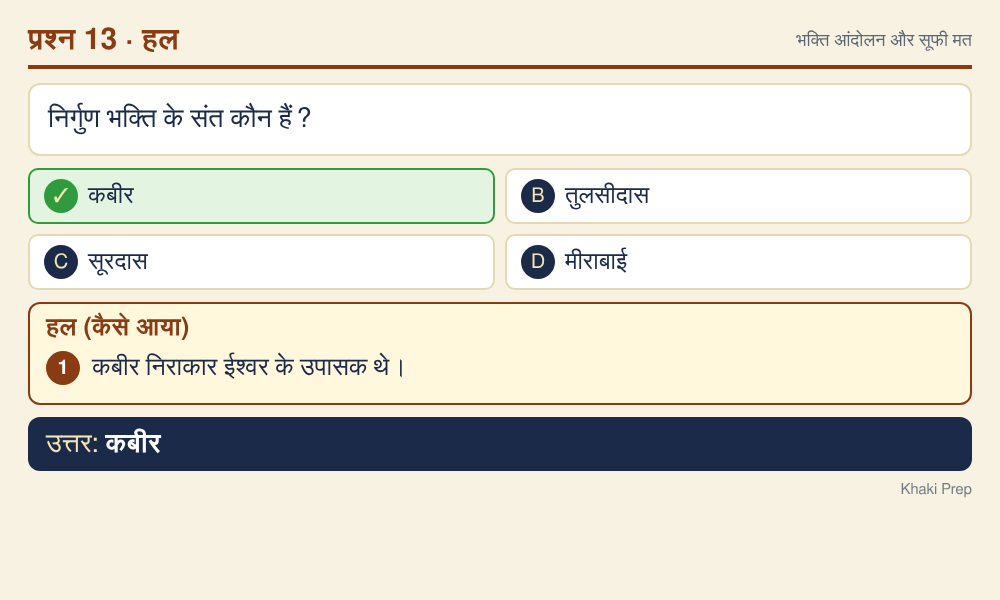 प्रश्न 13 · हल
भक्ति आंदोलन और सूफी मत
निर्गुण भक्ति के संत कौन हैं ?
✓ कबीर
B तुलसीदास
C सूरदास
D मीराबाई
हल (कैसे आया)
1 कबीर निराकार ईश्वर के उपासक थे।
उत्तर: कबीर
Khaki Prep